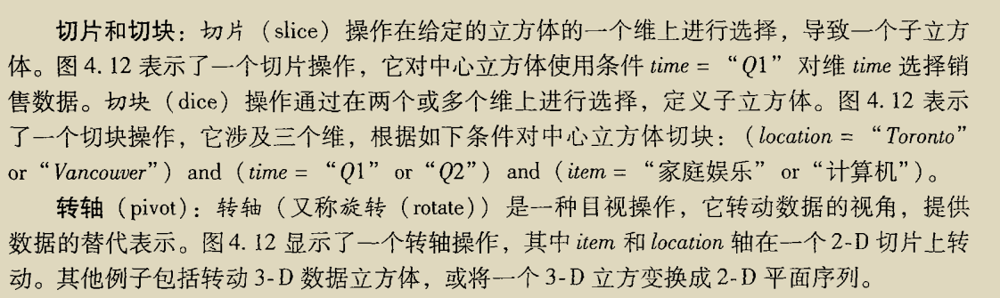 切片和切块：切片（slice）操作在给定的立方体的一个维上进行选择，导致一个子立方
体。图 4.12 表示了一个切片操作，它对中心立方体使用条件 time = “Q1” 对维 time 选择销
售数据。切块（dice）操作通过在两个或多个维上进行选择，定义子立方体。图 4.12 表示
了一个切块操作，它涉及三个维，根据如下条件对中心立方体切块：（location = “Toronto”
or “Vancouver”）and（time = “Q1” or “Q2”）and（item = “家庭娱乐” or “计算机”）。
转轴（pivot）：转轴（又称旋转（rotate））是一种目视操作，它转动数据的视角，提供
数据的替代表示。图 4.12 显示了一个转轴操作，其中 item 和 location 轴在一个 2-D 切片上转
动。其他例子包括转动 3-D 数据立方体，或将一个 3-D 立方变换成 2-D 平面序列。